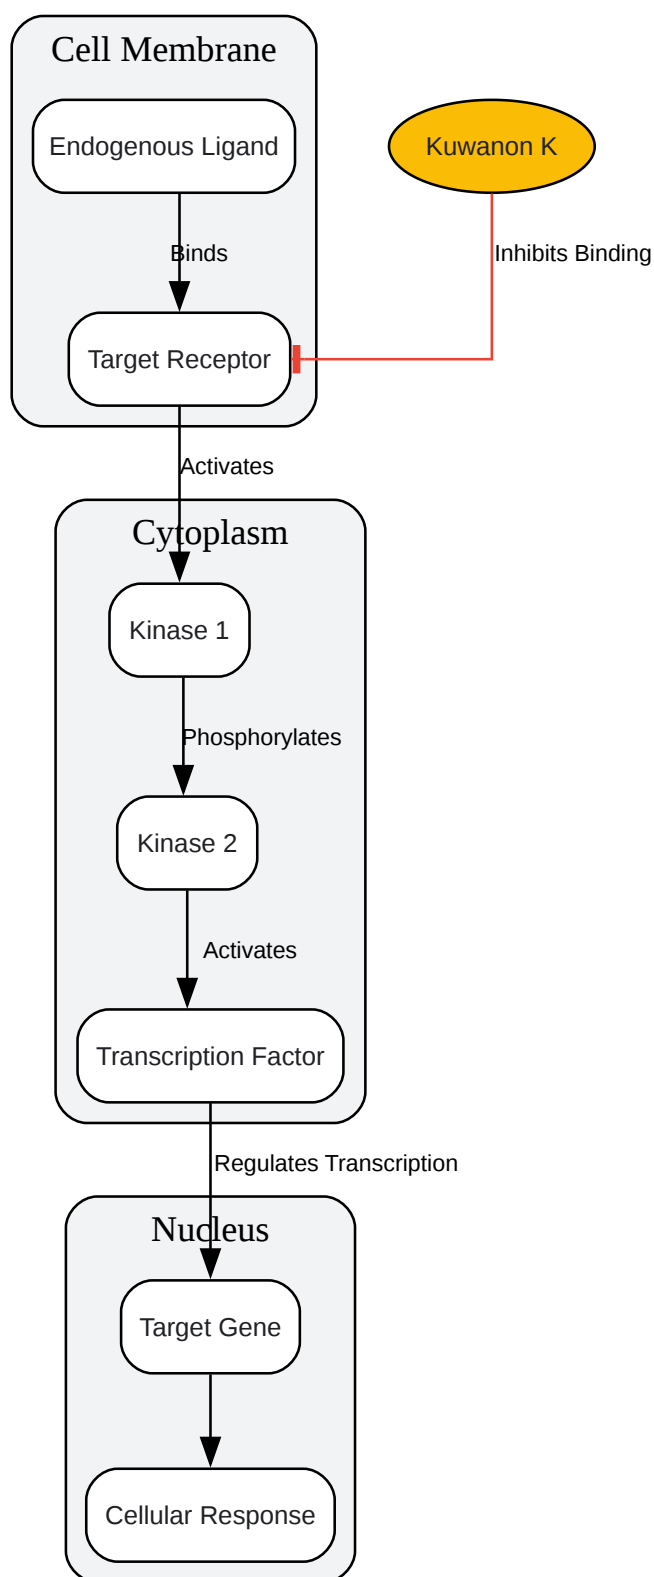 Cell Membrane
Endogenous Ligand
Kuwanon K
Binds
Inhibits Binding
Target Receptor
Activates
Cytoplasm
Kinase 1
Phosphorylates
Kinase 2
Activates
Transcription Factor
Regulates Transcription
Nucleus
Target Gene
Cellular Response